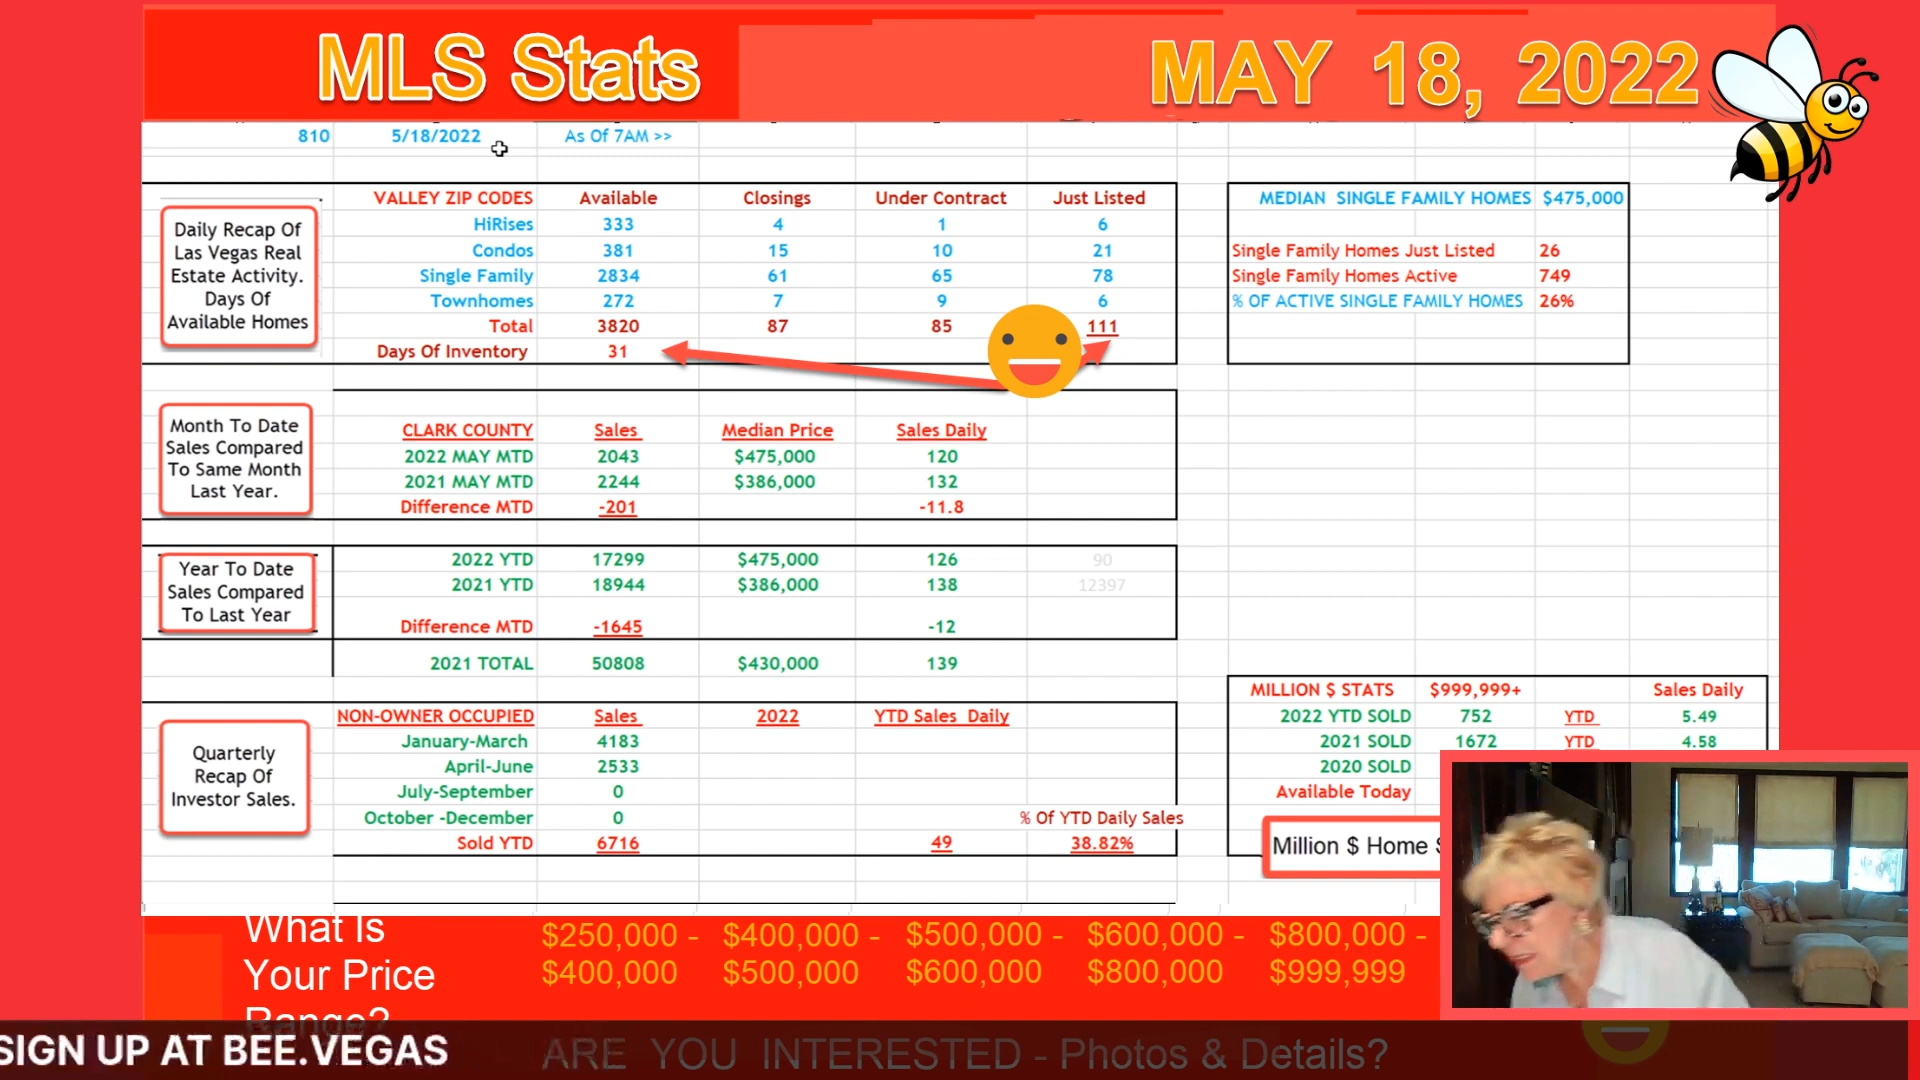 MLS Stats
MAY 18, 2022
810 5/18/2022 As Of 7AM >>
Daily Recap Of
Las Vegas Real
Estate Activity.
Days Of
Available Homes
VALLEY ZIP CODES Available Closings Under Contract Just Listed
HiRises 333 4 1 6
Condos 381 15 10 21
Single Family 2834 61 65 78
Townhomes 272 7 9 6
Total 3820 87 85 111
Days Of Inventory 31
MEDIAN SINGLE FAMILY HOMES $475,000
Single Family Homes Just Listed 26
Single Family Homes Active 749
% OF ACTIVE SINGLE FAMILY HOMES 26%
Month To Date
Sales Compared
To Same Month
Last Year.
CLARK COUNTY Sales Median Price Sales Daily
2022 MAY MTD 2043 $475,000 120
2021 MAY MTD 2244 $386,000 132
Difference MTD -201 -11.8
Year To Date
Sales Compared
To Last Year
2022 YTD 17299 $475,000 126 90
2021 YTD 18944 $386,000 138 12397
Difference MTD -1645 -12
2021 TOTAL 50808 $430,000 139
Quarterly
Recap Of
Investor Sales.
NON-OWNER OCCUPIED Sales 2022 YTD Sales Daily
January-March 4183
April-June 2533
July-September 0
October -December 0 % Of YTD Daily Sales
Sold YTD 6716 49 38.82%
MILLION $ STATS $999,999+ Sales Daily
2022 YTD SOLD 752 YTD 5.49
2021 SOLD 1672 YTD 4.58
2020 SOLD
Available Today
Million $ Home
What Is
Your Price
Range?
$250,000 - $400,000 - $500,000 - $600,000 - $800,000 -
$400,000 $500,000 $600,000 $800,000 $999,999
SIGN UP AT BEE.VEGAS
ARE YOU INTERESTED - Photos & Details?